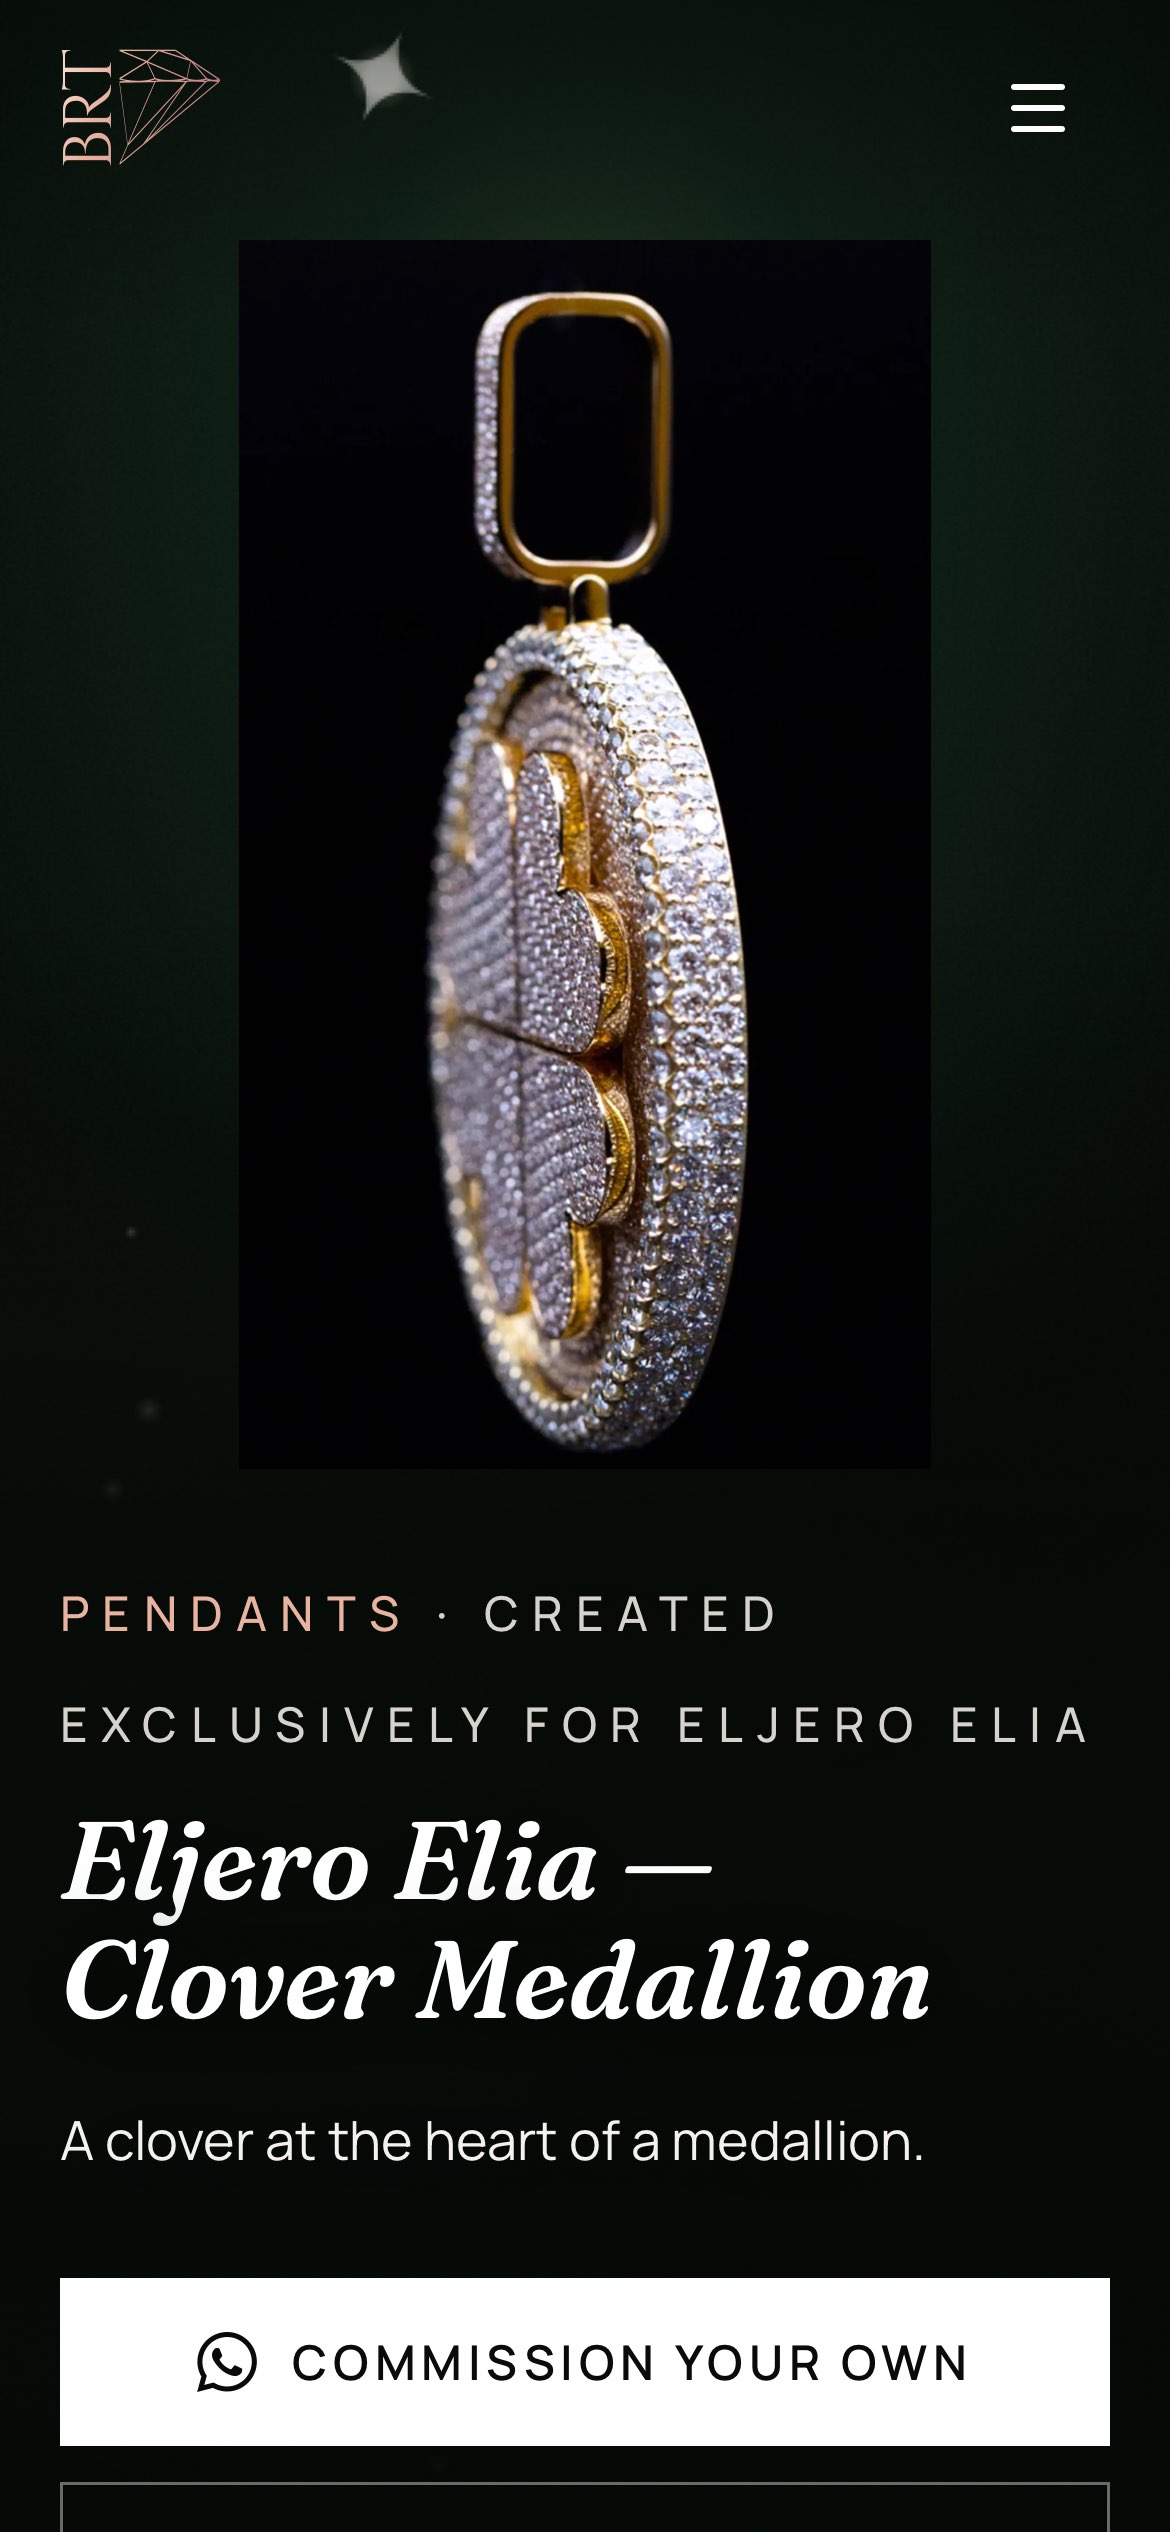 BRT
PENDANTS · CREATED
EXCLUSIVELY FOR ELJERO ELIA
Eljero Elia —
Clover Medallion
A clover at the heart of a medallion.
COMMISSION YOUR OWN